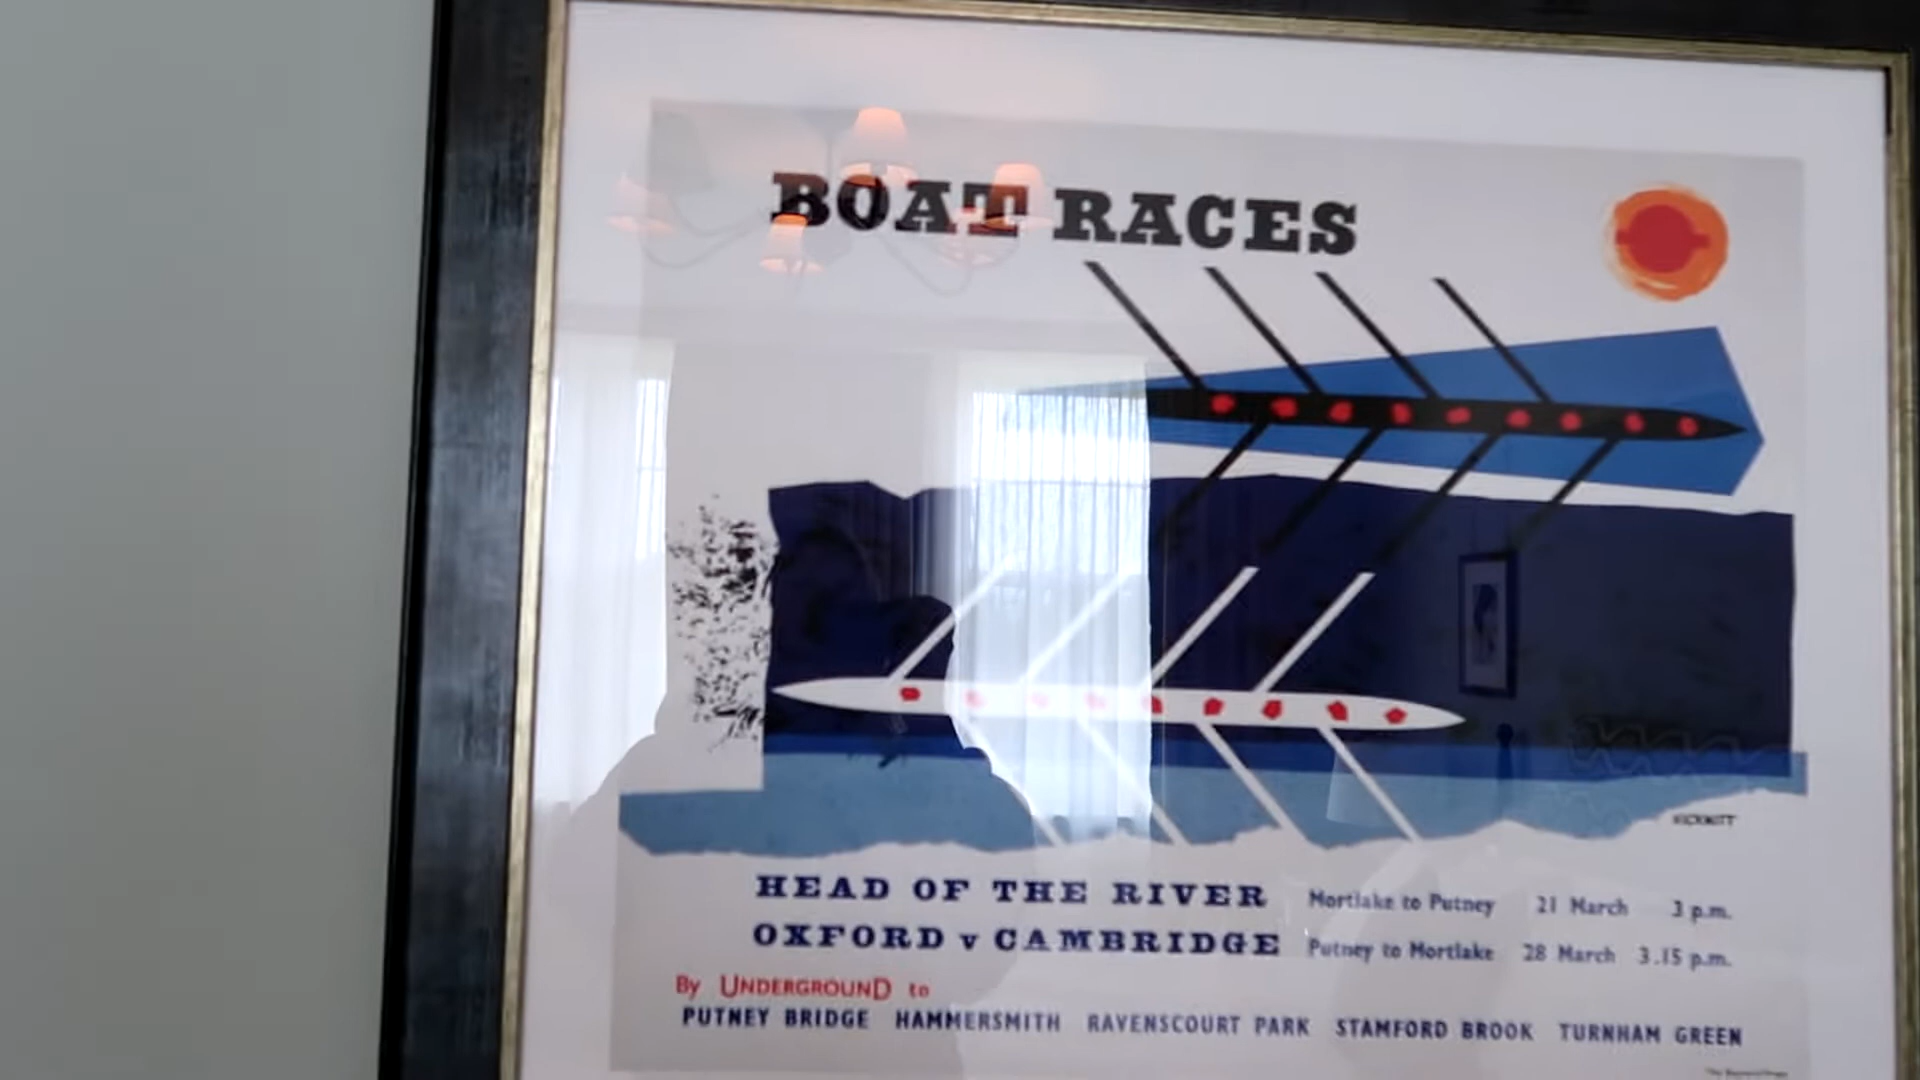 BOAT RACES
HEAD OF THE RIVER Mortlake to Putney 21 March 3 p.m.
OXFORD v CAMBRIDGE Putney to Mortlake 28 March 3.15 p.m.
By UNDERGROUND to
PUTNEY BRIDGE HAMMERSMITH RAVENSCOURT PARK STAMFORD BROOK TURNHAM GREEN